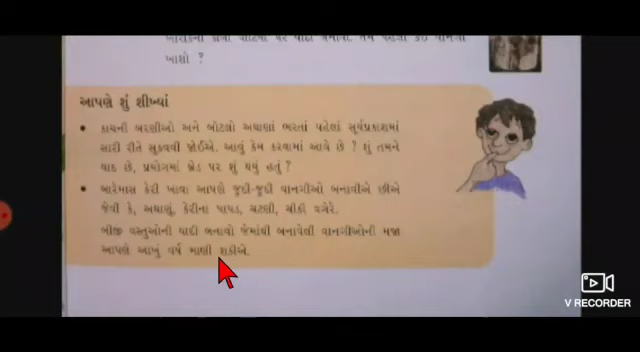 ખાશો ?
આપણે શું શીખ્યાં
• કાચની બરણીઓ અને બૉટલો અથાણાં ભરતાં પહેલાં સૂર્યપ્રકાશમાં
સારી રીતે સુકવવી જોઈએ. આવું કેમ કરવામાં આવે છે ? શું તમને
યાદ છે, પ્રયોગમાં બ્રેડ પર શું થયું હતું ?
• બારેમાસ કેરી ખાવા આપણે જુદી-જુદી વાનગીઓ બનાવીએ છીએ
જેવી કે, અથાણું, કેરીના પાપડ, ચટણી, ચીકી વગેરે.
બીજી વસ્તુઓની યાદી બનાવો જેમાંથી બનાવેલી વાનગીઓની મજા
આપણે આખું વર્ષ માણી શકીએ.
V RECORDER